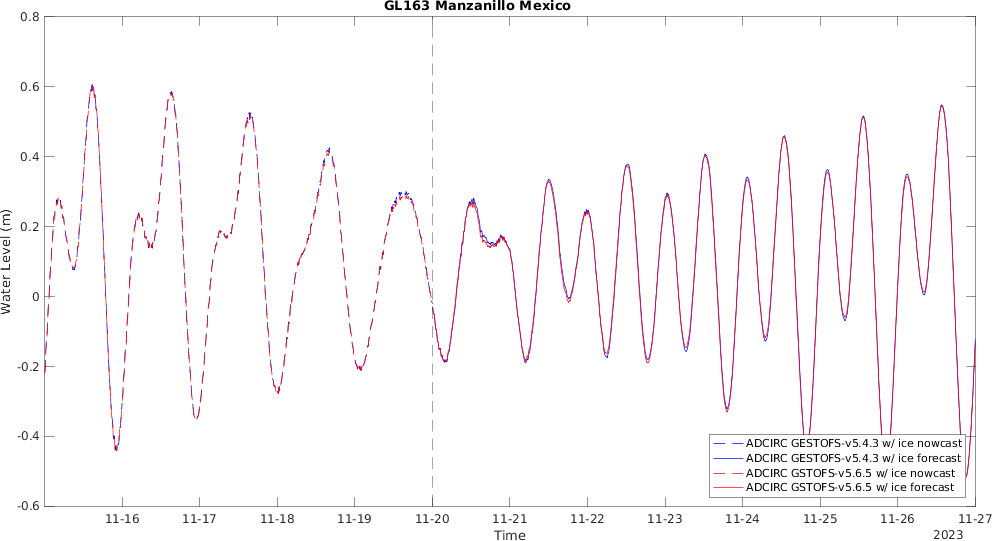 GL163 Manzanillo Mexico
0.8
0.6
0.4
0.2
0
-0.2
-0.4
-0.6
Water Level (m)
ADCIRC GESTOFS-v5.4.3 w/ ice nowcast
ADCIRC GESTOFS-v5.4.3 w/ ice forecast
ADCIRC GSTOFS-v5.6.5 w/ ice nowcast
ADCIRC GSTOFS-v5.6.5 w/ ice forecast
11-16 11-17 11-18 11-19 11-20 11-21 11-22 11-23 11-24 11-25 11-26 11-27
Time
2023